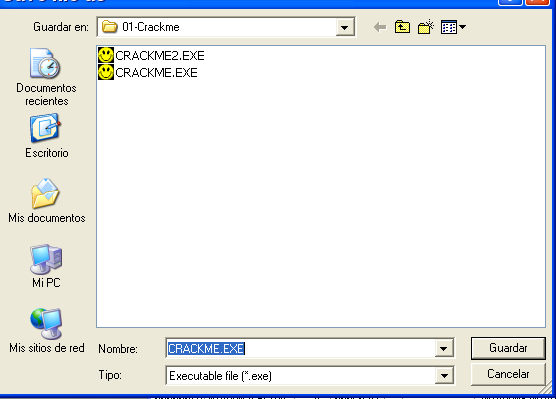 Guardar en: 01-Crackme
CRACKME2.EXE
CRACKME.EXE
Documentos
recientes
Escritorio
Mis documentos
Mi PC
Mis sitios de red
Nombre: CRACKME.EXE Guardar
Tipo: Executable file (*.exe) Cancelar